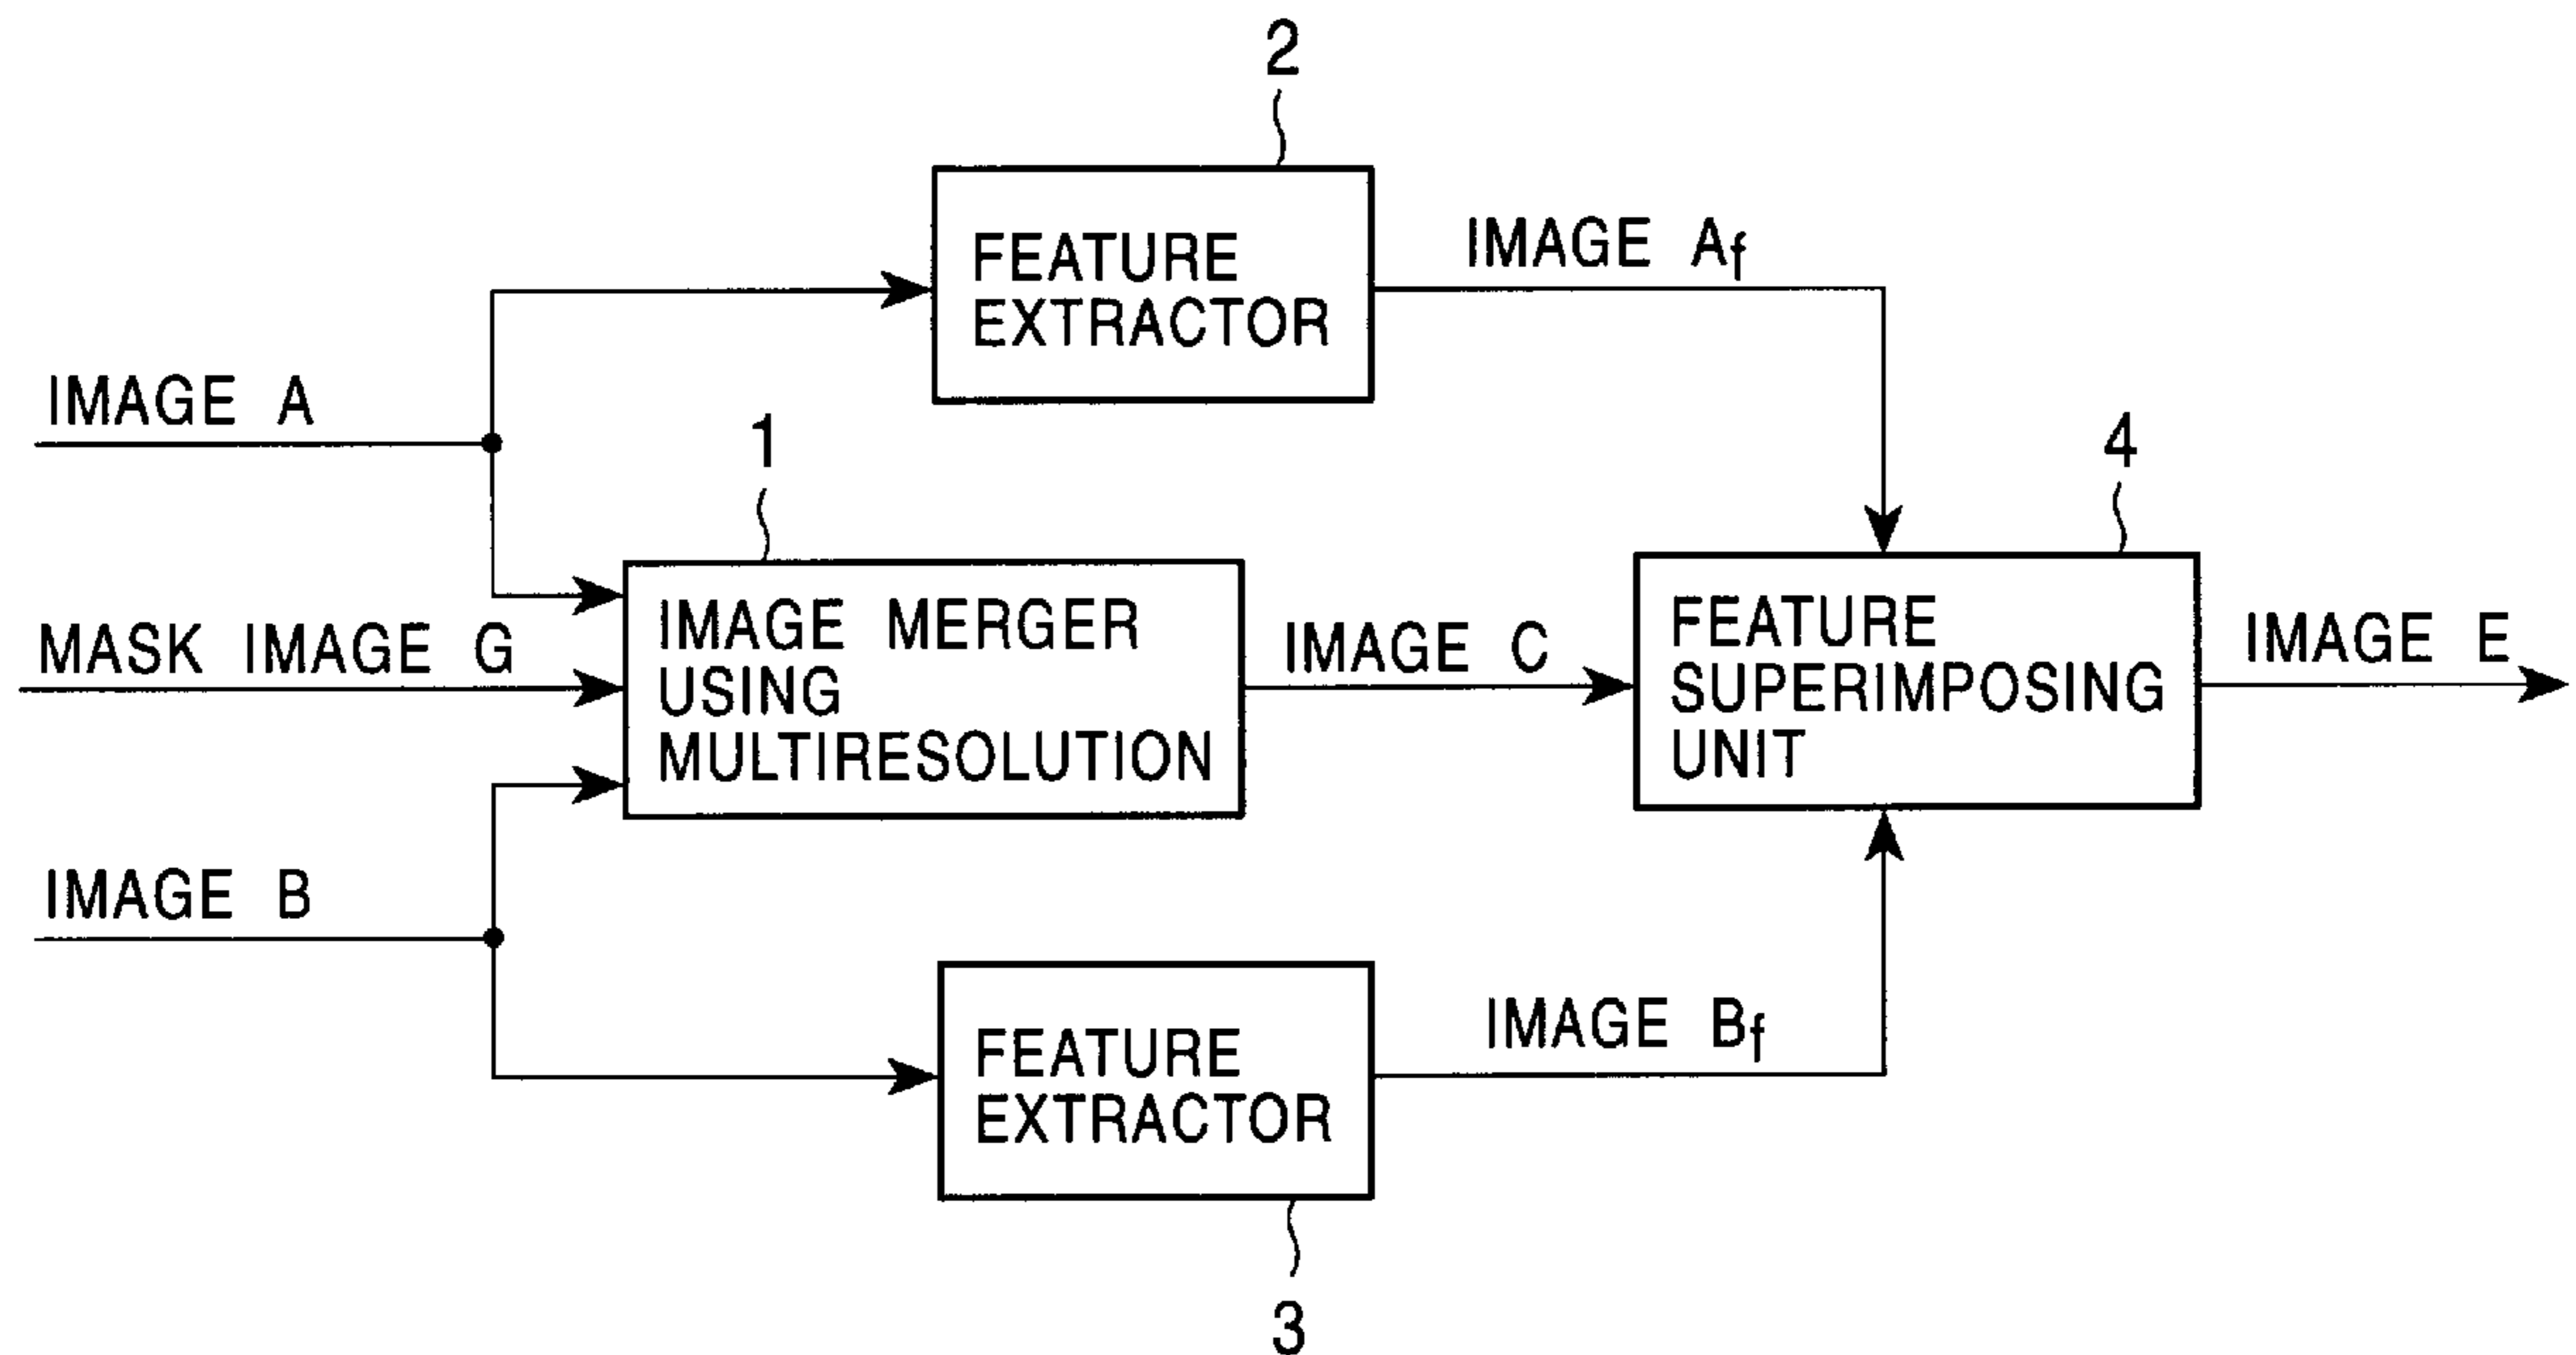 2
FEATURE
EXTRACTOR
IMAGE Af
IMAGE A
1
4
MASK IMAGE G
IMAGE MERGER
USING
MULTIRESOLUTION
IMAGE C
FEATURE
SUPERIMPOSING
UNIT
IMAGE E
IMAGE B
FEATURE
EXTRACTOR
IMAGE Bf
3